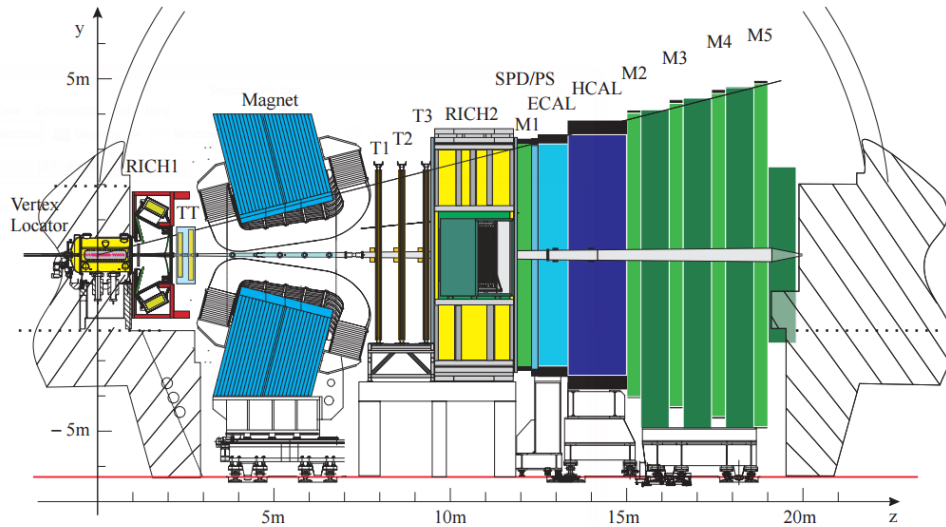 y
5m
Magnet
RICH1
Vertex
Locator
TT
T1
T2
T3
RICH2
M1
SPD/PS
ECAL
HCAL
M2
M3
M4
M5
− 5m
5m
10m
15m
20m
z